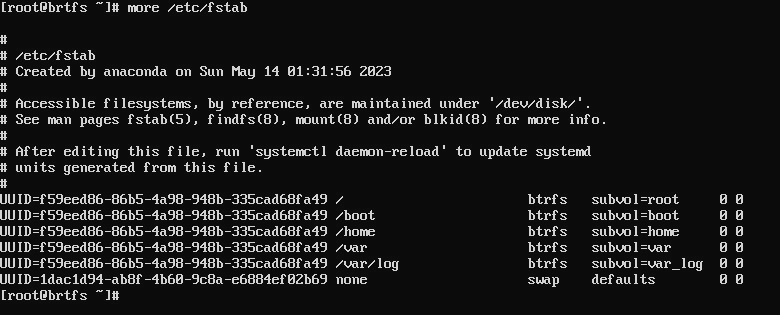 [root@brtfs ~]# more /etc/fstab
#
# /etc/fstab
# Created by anaconda on Sun May 14 01:31:56 2023
#
# Accessible filesystems, by reference, are maintained under '/dev/disk/'.
# See man pages fstab(5), findfs(8), mount(8) and/or blkid(8) for more info.
#
# After editing this file, run 'systemctl daemon-reload' to update systemd
# units generated from this file.
#
UUID=f59eed86-86b5-4a98-948b-335cad68fa49 / btrfs subvol=root 0 0
UUID=f59eed86-86b5-4a98-948b-335cad68fa49 /boot btrfs subvol=boot 0 0
UUID=f59eed86-86b5-4a98-948b-335cad68fa49 /home btrfs subvol=home 0 0
UUID=f59eed86-86b5-4a98-948b-335cad68fa49 /var btrfs subvol=var 0 0
UUID=f59eed86-86b5-4a98-948b-335cad68fa49 /var/log btrfs subvol=var_log 0 0
UUID=1dac1d94-ab8f-4b60-9c8a-e6884ef02b69 none swap defaults 0 0
[root@brtfs ~]#